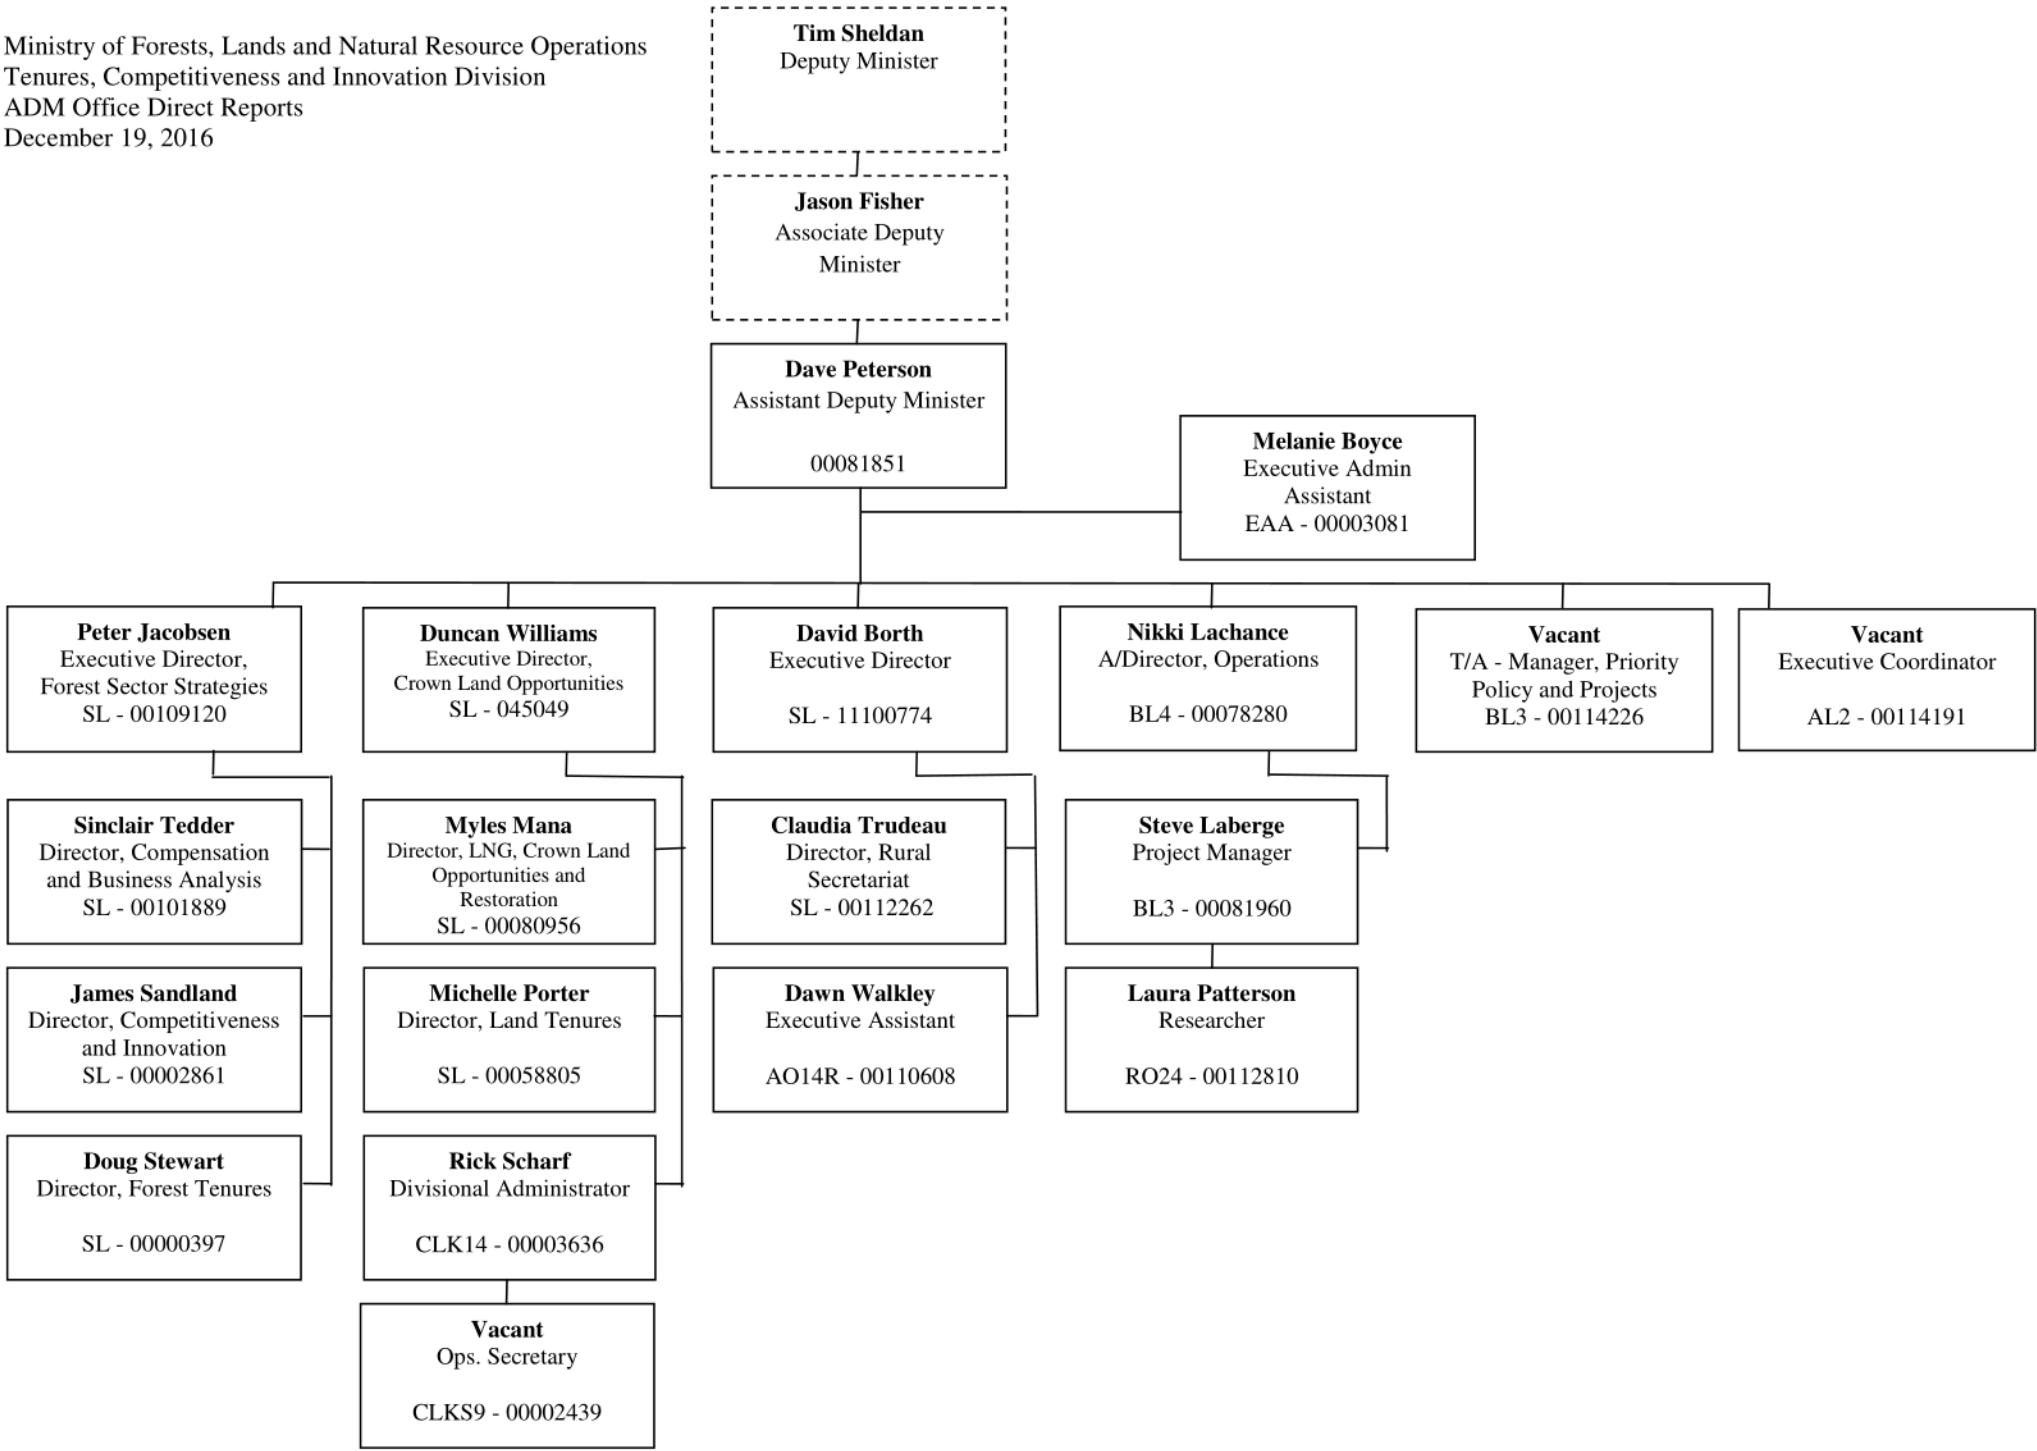 Ministry of Forests, Lands and Natural Resource Operations
Tenures, Competitiveness and Innovation Division
ADM Office Direct Reports
December 19, 2016
Tim Sheldan
Deputy Minister
Jason Fisher
Associate Deputy
Minister
Dave Peterson
Assistant Deputy Minister
00081851
Melanie Boyce
Executive Admin
Assistant
EAA - 00003081
Peter Jacobsen
Executive Director,
Forest Sector Strategies
SL - 00109120
Duncan Williams
Executive Director,
Crown Land Opportunities
SL - 045049
David Borth
Executive Director
SL - 11100774
Nikki Lachance
A/Director, Operations
BL4 - 00078280
Vacant
T/A - Manager, Priority
Policy and Projects
BL3 - 00114226
Vacant
Executive Coordinator
AL2 - 00114191
Sinclair Tedder
Director, Compensation
and Business Analysis
SL - 00101889
Myles Mana
Director, LNG, Crown Land
Opportunities and
Restoration
SL - 00080956
Claudia Trudeau
Director, Rural
Secretariat
SL - 00112262
Steve Laberge
Project Manager
BL3 - 00081960
James Sandland
Director, Competitiveness
and Innovation
SL - 00002861
Michelle Porter
Director, Land Tenures
SL - 00058805
Dawn Walkley
Executive Assistant
AO14R - 00110608
Laura Patterson
Researcher
RO24 - 00112810
Doug Stewart
Director, Forest Tenures
SL - 00000397
Rick Scharf
Divisional Administrator
CLK14 - 00003636
Vacant
Ops. Secretary
CLKS9 - 00002439